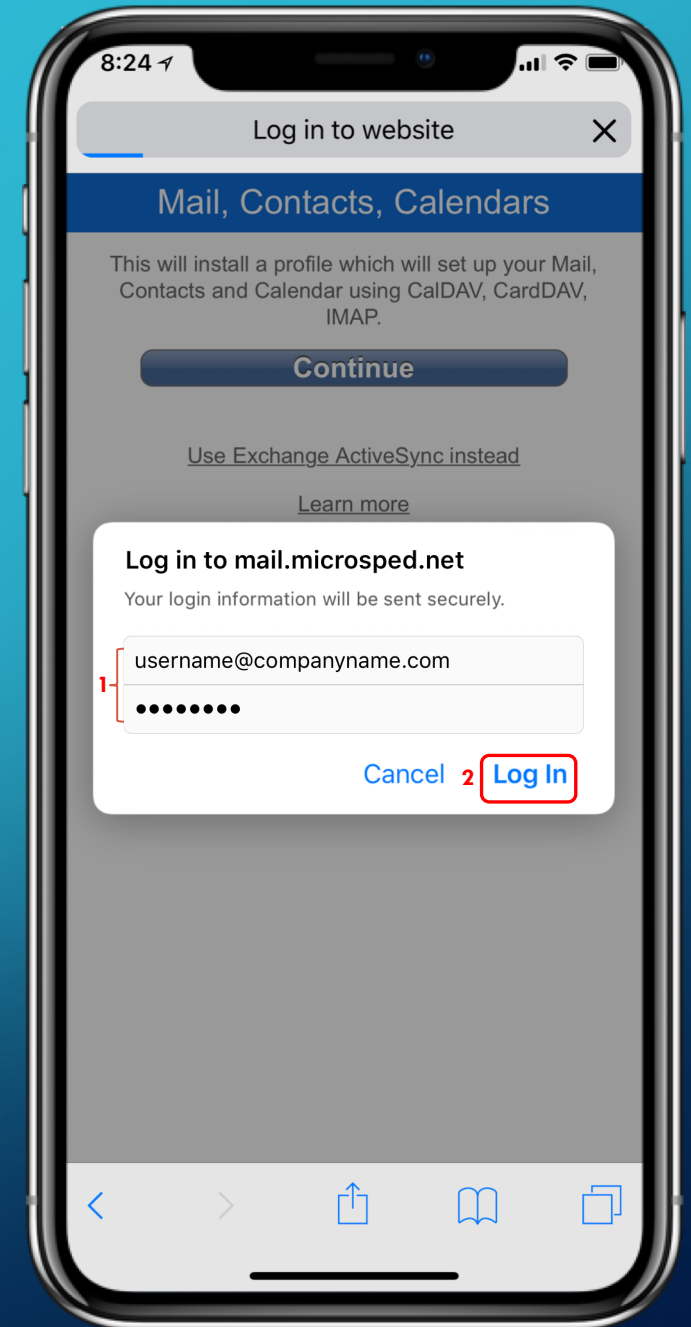 8:24
Log in to website
Mail, Contacts, Calendars
This will install a profile which will set up your Mail,
Contacts and Calendar using CalDAV, CardDAV,
IMAP.
Continue
Use Exchange ActiveSync instead
Learn more
Log in to mail.microsped.net
Your login information will be sent securely.
username@companyname.com
1
••••••••
Cancel 2 Log In